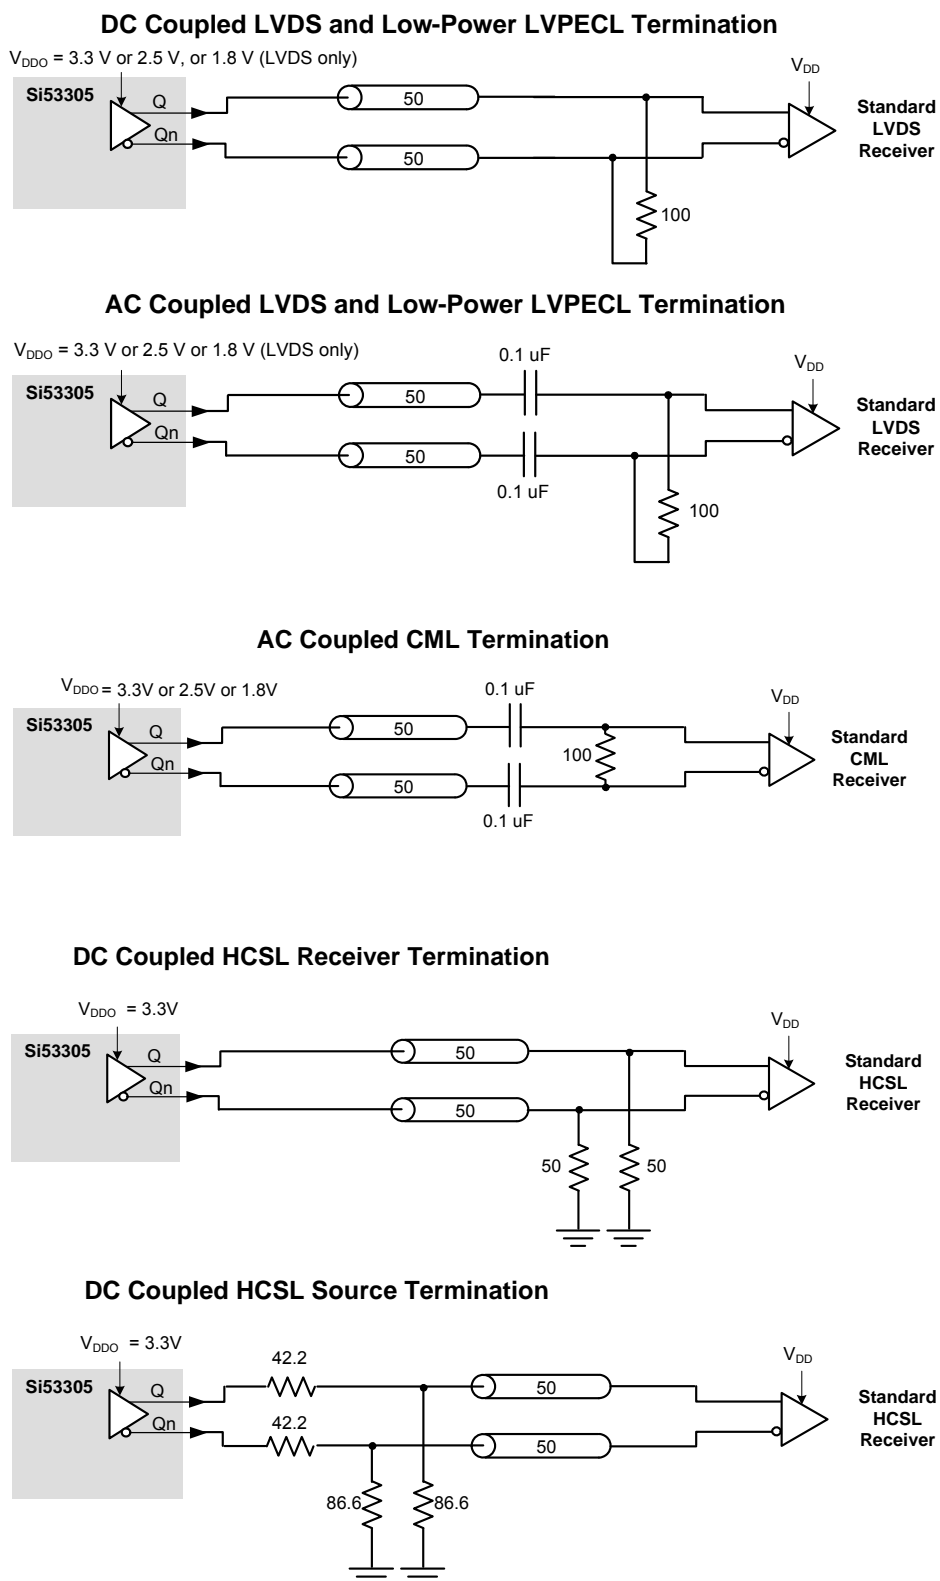 DC Coupled LVDS and Low-Power LVPECL Termination
VDDO = 3.3 V or 2.5 V, or 1.8 V (LVDS only)
Si53305
Q
Qn
50
50
100
VDD
Standard
LVDS
Receiver
AC Coupled LVDS and Low-Power LVPECL Termination
VDDO = 3.3 V or 2.5 V or 1.8 V (LVDS only)
Si53305
Q
Qn
50
50
0.1 uF
0.1 uF
100
VDD
Standard
LVDS
Receiver
AC Coupled CML Termination
VDDO = 3.3V or 2.5V or 1.8V
Si53305
Q
Qn
50
50
0.1 uF
0.1 uF
100
VDD
Standard
CML
Receiver
DC Coupled HCSL Receiver Termination
VDDO = 3.3V
Si53305
Q
Qn
50
50
50
50
VDD
Standard
HCSL
Receiver
DC Coupled HCSL Source Termination
VDDO = 3.3V
Si53305
Q
Qn
42.2
42.2
86.6
86.6
50
50
VDD
Standard
HCSL
Receiver